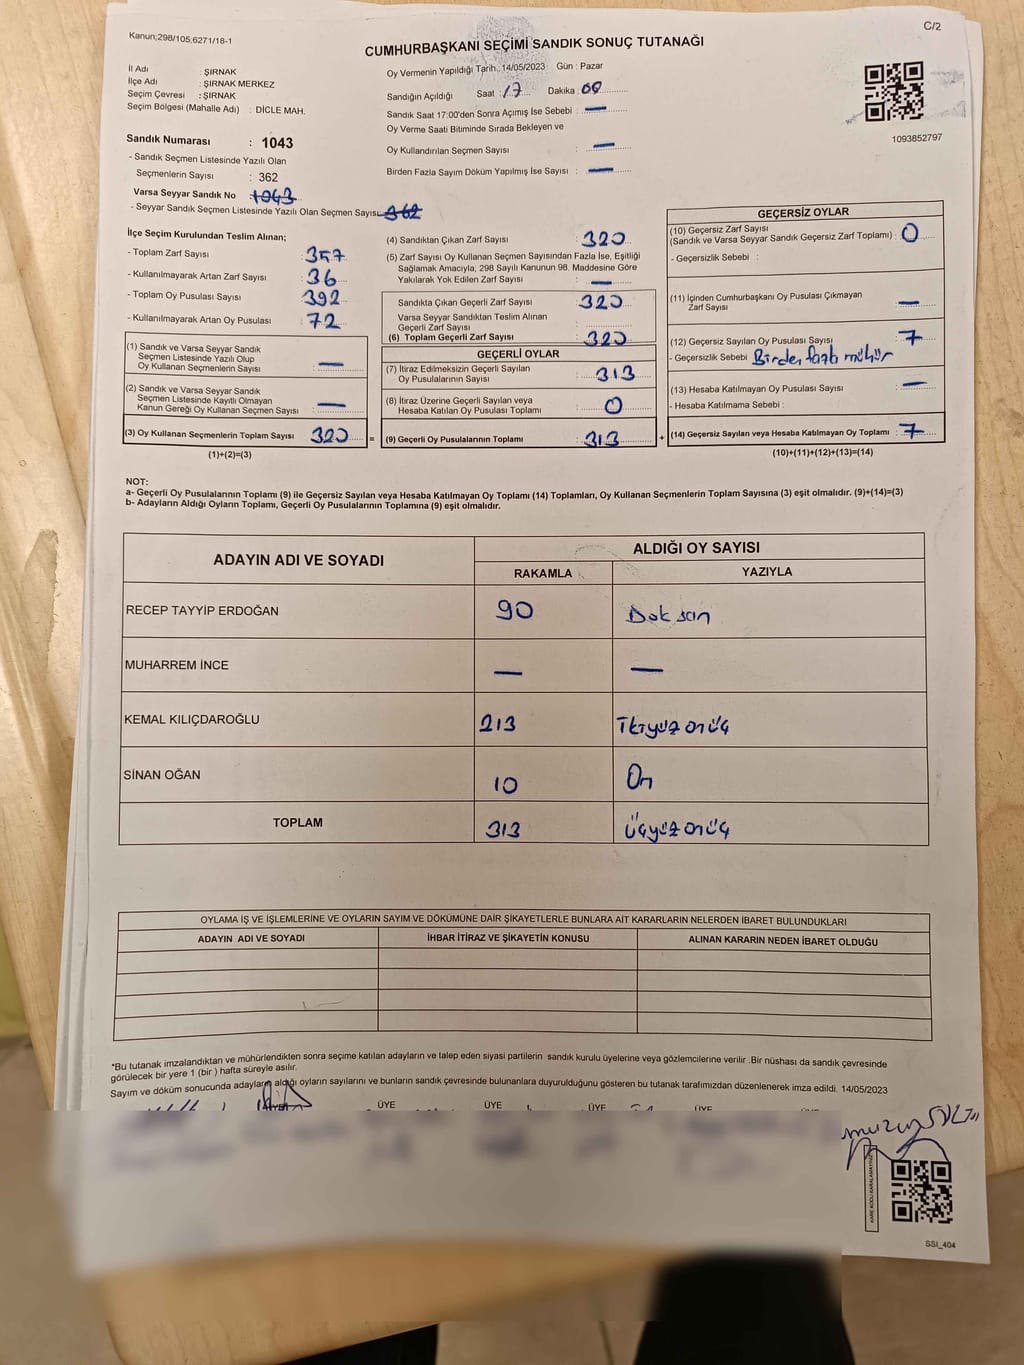 Kanun;298/105,6271/18-1
C/2
CUMHURBAŞKANI SEÇİMİ SANDIK SONUÇ TUTANAĞI
İl Adı : ŞIRNAK
İlçe Adı : ŞIRNAK MERKEZ
Seçim Çevresi : ŞIRNAK
Seçim Bölgesi (Mahalle Adı) : DİCLE MAH.
Oy Vermenin Yapıldığı Tarih : 14/05/2023 Gün : Pazar
Sandığın Açıldığı Saat : 17 Dakika : 00
Sandık Saat 17:00'den Sonra Açımış İse Sebebi : —
Oy Verme Saati Bitiminde Sırada Bekleyen ve
Oy Kullandırılan Seçmen Sayısı : —
Birden Fazla Sayım Döküm Yapılmış İse Sayısı : —
1093852797
Sandık Numarası : 1043
- Sandık Seçmen Listesinde Yazılı Olan
Seçmenlerin Sayısı : 362
Varsa Seyyar Sandık No : 1043
- Seyyar Sandık Seçmen Listesinde Yazılı Olan Seçmen Sayısı: 362
İlçe Seçim Kurulundan Teslim Alınan;
- Toplam Zarf Sayısı : 357
- Kullanılmayarak Artan Zarf Sayısı : 36
- Toplam Oy Pusulası Sayısı : 392
- Kullanılmayarak Artan Oy Pusulası : 72
(1) Sandık ve Varsa Seyyar Sandık
Seçmen Listesinde Yazılı Olup
Oy Kullanan Seçmenlerin Sayısı : —
(2) Sandık ve Varsa Seyyar Sandık
Seçmen Listesinde Kayıtlı Olmayan
Kanun Gereği Oy Kullanan Seçmen Sayısı : —
(3) Oy Kullanan Seçmenlerin Toplam Sayısı : 320 =
(1)+(2)=(3)
(4) Sandıktan Çıkan Zarf Sayısı : 320
(5) Zarf Sayısı Oy Kullanan Seçmen Sayısından Fazla İse, Eşitliği
Sağlamak Amacıyla, 298 Sayılı Kanunun 98. Maddesine Göre
Yakılarak Yok Edilen Zarf Sayısı : —
Sandıkta Çıkan Geçerli Zarf Sayısı : 320
Varsa Seyyar Sandıktan Teslim Alınan
Geçerli Zarf Sayısı :
(6) Toplam Geçerli Zarf Sayısı : 320
GEÇERLİ OYLAR
(7) İtiraz Edilmeksizin Geçerli Sayılan
Oy Pusulalarının Sayısı : 313
(8) İtiraz Üzerine Geçerli Sayılan veya
Hesaba Katılan Oy Pusulası Toplamı : 0
(9) Geçerli Oy Pusulalarının Toplamı : 313 +
GEÇERSİZ OYLAR
(10) Geçersiz Zarf Sayısı
(Sandık ve Varsa Seyyar Sandık Geçersiz Zarf Toplamı) : 0
- Geçersizlik Sebebi :
(11) İçinden Cumhurbaşkanı Oy Pusulası Çıkmayan
Zarf Sayısı : —
(12) Geçersiz Sayılan Oy Pusulası Sayısı : 7
- Geçersizlik Sebebi : Birden fazla mühür
(13) Hesaba Katılmayan Oy Pusulası Sayısı : —
- Hesaba Katılmama Sebebi :
(14) Geçersiz Sayılan veya Hesaba Katılmayan Oy Toplamı : 7
(10)+(11)+(12)+(13)=(14)
NOT:
a- Geçerli Oy Pusulalarının Toplamı (9) ile Geçersiz Sayılan veya Hesaba Katılmayan Oy Toplamı (14) Toplamları, Oy Kullanan Seçmenlerin Toplam Sayısına (3) eşit olmalıdır. (9)+(14)=(3)
b- Adayların Aldığı Oyların Toplamı, Geçerli Oy Pusulalarının Toplamına (9) eşit olmalıdır.
ADAYIN ADI VE SOYADI
ALDIĞI OY SAYISI
RAKAMLA YAZIYLA
RECEP TAYYİP ERDOĞAN 90 Doksan
MUHARREM İNCE — —
KEMAL KILIÇDAROĞLU 213 İkiyüz onüç
SİNAN OĞAN 10 On
TOPLAM 313 Üçyüz onüç
OYLAMA İŞ VE İŞLEMLERİNE VE OYLARIN SAYIM VE DÖKÜMÜNE DAİR ŞİKAYETLERLE BUNLARA AİT KARARLARIN NELERDEN İBARET BULUNDUKLARI
ADAYIN ADI VE SOYADI İHBAR İTİRAZ VE ŞİKAYETİN KONUSU ALINAN KARARIN NEDEN İBARET OLDUĞU
*Bu tutanak imzalandıktan ve mühürlendikten sonra seçime katılan adayların ve talep eden siyasi partilerin sandık kurulu üyelerine veya gözlemcilerine verilir .Bir nüshası da sandık çevresinde
görülecek bir yere 1 (bir ) hafta süreyle asılır.
Sayım ve döküm sonucunda adayların aldığı oyların sayılarını ve bunların sandık çevresinde bulunanlara duyurulduğunu gösteren bu tutanak tarafımızdan düzenlenerek imza edildi. 14/05/2023
ÜYE ÜYE ÜYE ÜYE
KARE KODU KARALAMAYINIZ
SSI_404